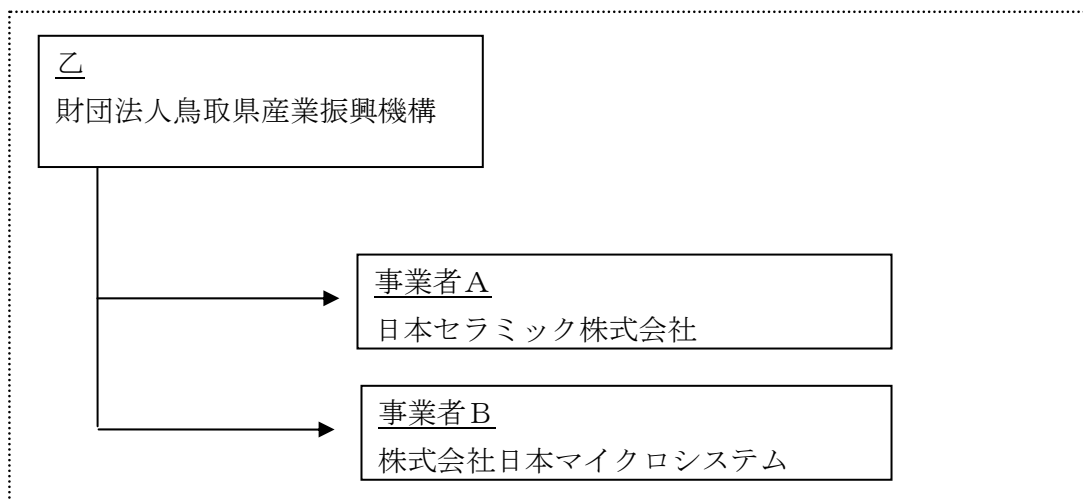 乙
財団法人鳥取県産業振興機構
事業者Ａ
日本セラミック株式会社
事業者Ｂ
株式会社日本マイクロシステム